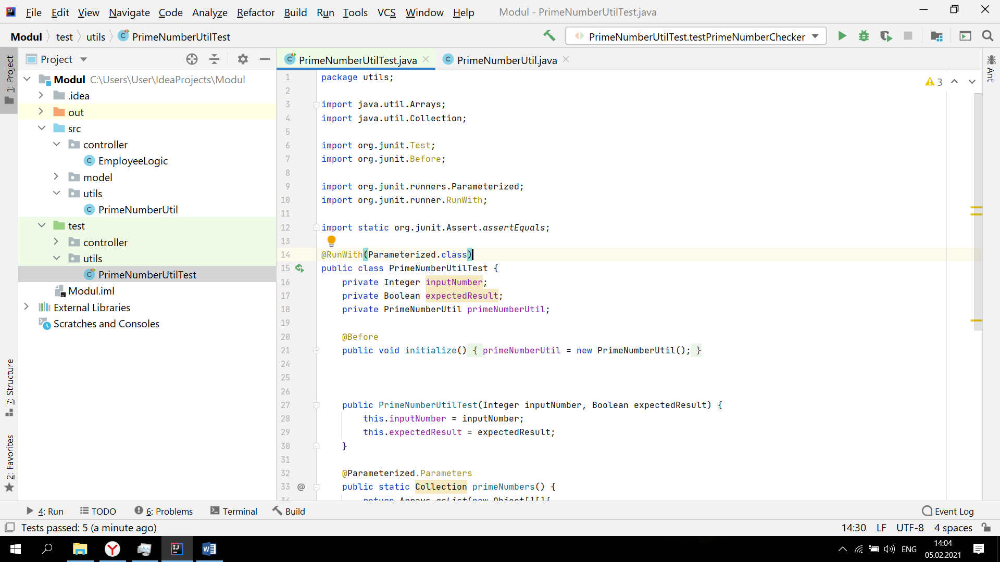 File Edit View Navigate Code Analyze Refactor Build Run Tools VCS Window Help Modul - PrimeNumberUtilTest.java
Modul test utils PrimeNumberUtilTest PrimeNumberUtilTest.testPrimeNumberChecker
Project
PrimeNumberUtilTest.java PrimeNumberUtil.java
1: Project
7: Structure
2: Favorites
Ant
Modul C:\Users\User\IdeaProjects\Modul
.idea
out
src
controller
EmployeeLogic
model
utils
PrimeNumberUtil
test
controller
utils
PrimeNumberUtilTest
Modul.iml
External Libraries
Scratches and Consoles
3
1 package utils;
2
3 import java.util.Arrays;
4 import java.util.Collection;
5
6 import org.junit.Test;
7 import org.junit.Before;
8
9 import org.junit.runners.Parameterized;
10 import org.junit.runner.RunWith;
11
12 import static org.junit.Assert.assertEquals;
13
14 @RunWith(Parameterized.class)
15 public class PrimeNumberUtilTest {
16 private Integer inputNumber;
17 private Boolean expectedResult;
18 private PrimeNumberUtil primeNumberUtil;
19
20 @Before
21 public void initialize() { primeNumberUtil = new PrimeNumberUtil(); }
24
25
26
27 public PrimeNumberUtilTest(Integer inputNumber, Boolean expectedResult) {
28 this.inputNumber = inputNumber;
29 this.expectedResult = expectedResult;
30 }
31
32 @Parameterized.Parameters
33 @ public static Collection primeNumbers() {
34 return Arrays.asList(new Object[][]{
4: Run TODO 6: Problems Terminal Build Event Log
Tests passed: 5 (a minute ago) 14:30 LF UTF-8 4 spaces
ENG 14:04
05.02.2021